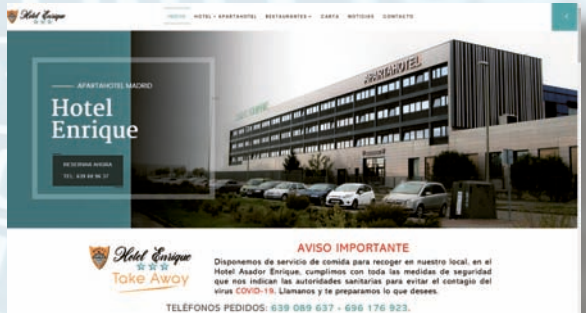 Hotel Enrique
INICIO HOTEL + APARTAHOTEL RESTAURANTES CARTA NOTICIAS CONTACTO
APARTAHOTEL MADRID
Hotel
Enrique
RESERVAR AHORA
APARTAHOTEL
Hotel Enrique
Take Away
AVISO IMPORTANTE
Disponemos de servicio de comida para recoger en nuestro local, en el
Hotel Asador Enrique, cumplimos con toda las medidas de seguridad
que nos indican las autoridades sanitarias para evitar el contagio del
virus COVID-19. Llamanos y te preparamos lo que desees.
TELÉFONOS PEDIDOS: 639 089 637 - 696 176 923.